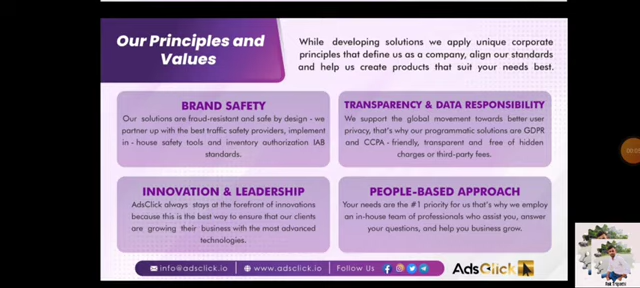 Our Principles and
Values
While developing solutions we apply unique corporate
principles that define us as a company, align our standards
and help us create products that suit your needs best.
BRAND SAFETY
Our solutions are fraud-resistant and safe by design - we
partner up with the best traffic safety providers, implement
in - house safety tools and inventory authorization IAB
standards.
TRANSPARENCY & DATA RESPONSIBILITY
We support the global movement towards better user
privacy, that's why our programmatic solutions are GDPR
and CCPA - friendly, transparent and free of hidden
charges or third-party fees.
INNOVATION & LEADERSHIP
AdsClick always stays at the forefront of innovations
because this is the best way to ensure that our clients
are growing their business with the most advanced
technologies.
PEOPLE-BASED APPROACH
Your needs are the #1 priority for us that's why we employ
an in-house team of professionals who assist you, answer
your questions, and help you business grow.
info@adsclick.io
www.adsclick.io
Follow Us
AdsClick